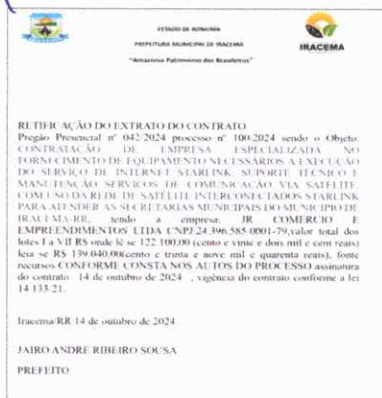 ESTADO DE RORAIMA
PREFEITURA MUNICIPAL DE IRACEMA
"Amazônia Patrimônio dos Brasileiros"
IRACEMA
RETIFICAÇÃO DO EXTRATO DO CONTRATO
Pregão Presencial nº 042/2024 processo nº 100/2024 sendo o Objeto:
CONTRATAÇÃO DE EMPRESA ESPECIALIZADA NO
FORNECIMENTO DE EQUIPAMENTO NECESSÁRIOS A EXECUÇÃO
DO SERVIÇO DE INTERNET STARLINK, SUPORTE TÉCNICO E
MANUTENÇÃO SERVIÇOS DE COMUNICAÇÃO VIA SATELITE
COM USO DA REDE DE SATELITE INTERCONECTADOS STARLINK
PARA ATENDER AS SECRETARIAS MUNICIPAIS DO MUNICIPIO DE
IRACEMA-RR, tendo a empresa: JR COMERCIO E
EMPREENDIMENTOS LTDA CNPJ:24.396.585.0001-79,valor total dos
lotes I a VII R$ onde lê se 122.100,00 (cento e vinte e dois mil e cem reais)
leia se R$ 139.040,00(cento e trinta e nove mil e quarenta reais), fonte
recursos CONFORME CONSTA NOS AUTOS DO PROCESSO assinatura
do contrato 14 de outubro de 2024 , vigência do contrato conforme a lei
14.133.21.
Iracema/RR 14 de outubro de 2024
JAIRO ANDRE RIBEIRO SOUSA
PREFEITO